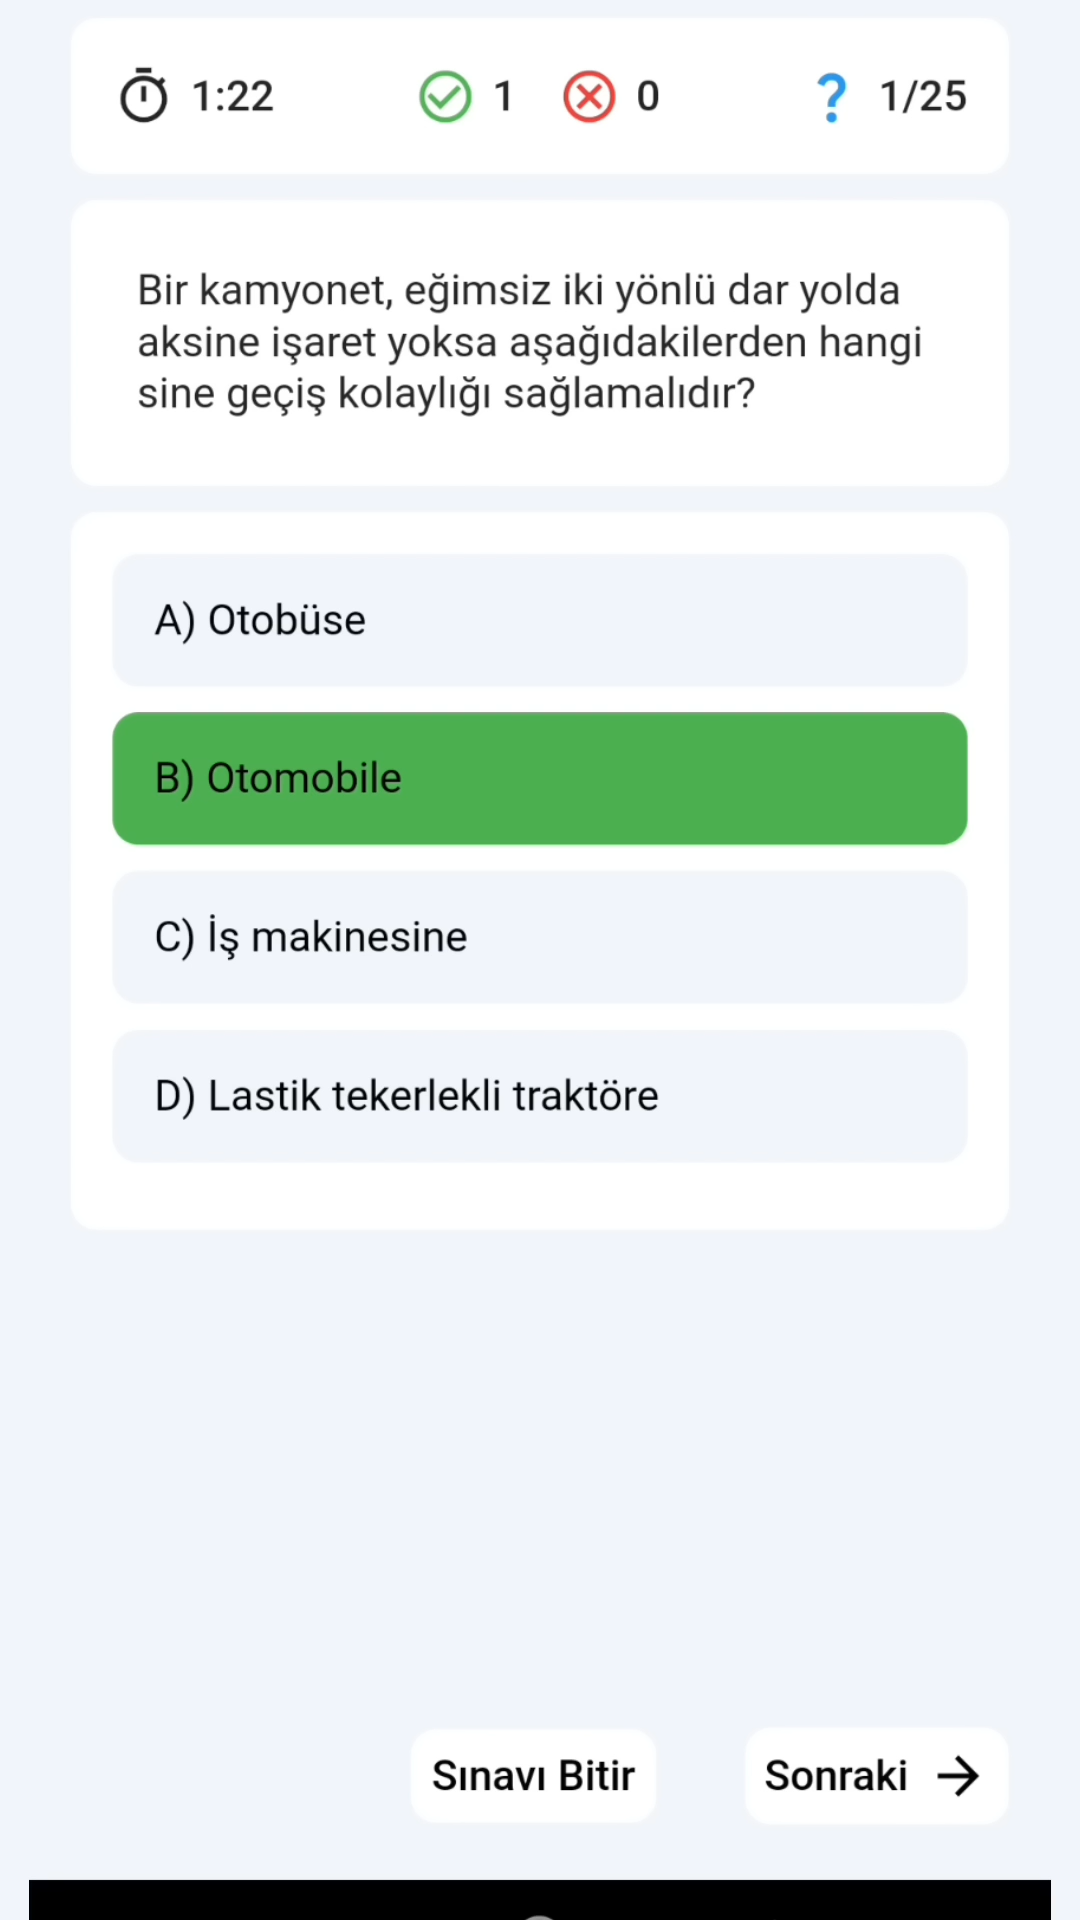 1:22 1 0 ? 1/25
Bir kamyonet, eğimsiz iki yönlü dar yolda
aksine işaret yoksa aşağıdakilerden hangi
sine geçiş kolaylığı sağlamalıdır?
A) Otobüse
B) Otomobile
C) İş makinesine
D) Lastik tekerlekli traktöre
Sınavı Bitir
Sonraki →